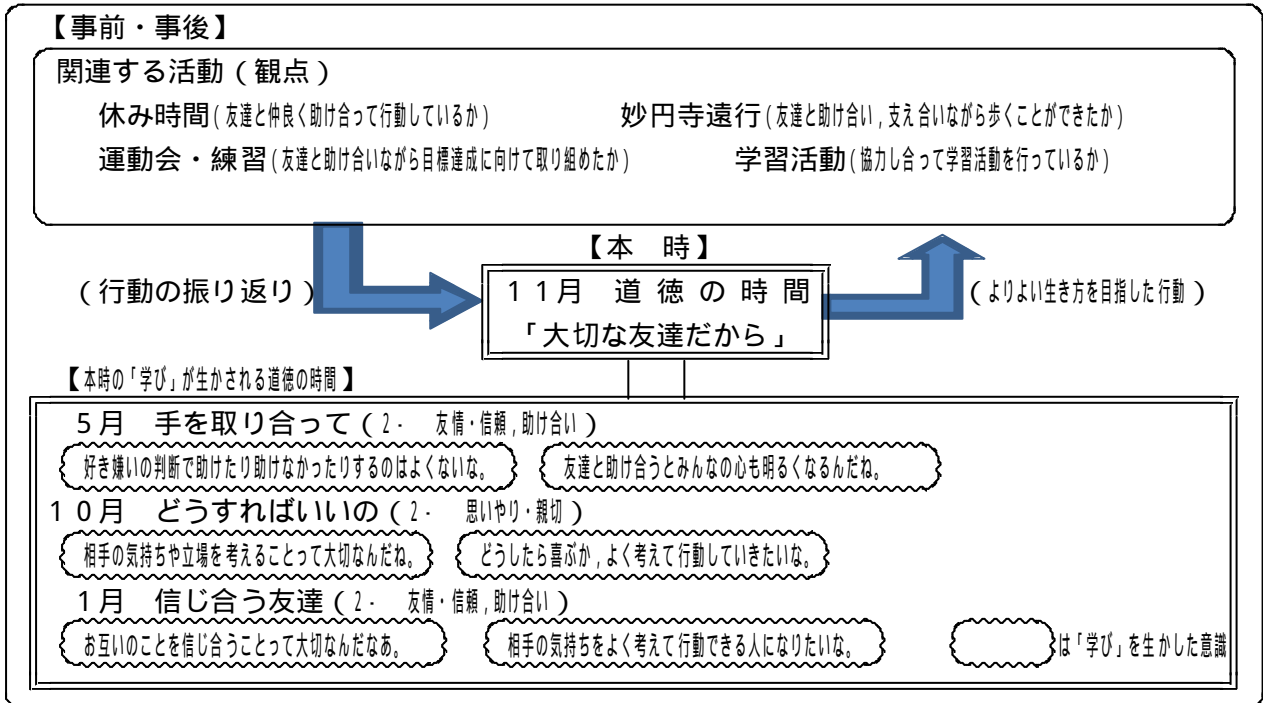 【事前・事後】
関連する活動(観点)
休み時間(友達と仲良く助け合って行動しているか) 妙円寺遠行(友達と助け合い,支え合いながら歩くことができたか)
運動会・練習(友達と助け合いながら目標達成に向けて取り組めたか) 学習活動(協力し合って学習活動を行っているか)
【本 時】
(行動の振り返り) 11月 道徳の時間 (よりよい生き方を目指した行動)
「大切な友達だから」
【本時の「学び」が生かされる道徳の時間】
5月 手を取り合って(2- 友情・信頼,助け合い)
好き嫌いの判断で助けたり助けなかったりするのはよくないな。 友達と助け合うとみんなの心も明るくなるんだね。
10月 どうすればいいの(2- 思いやり・親切)
相手の気持ちや立場を考えることって大切なんだね。 どうしたら喜ぶか,よく考えて行動していきたいな。
1月 信じ合う友達(2- 友情・信頼,助け合い)
お互いのことを信じ合うことって大切なんだなあ。 相手の気持ちをよく考えて行動できる人になりたいな。 は「学び」を生かした意識